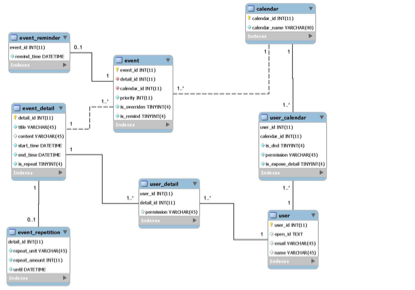 calendar
calendar_id INT(11)
calendar_name VARCHAR(60)
Indexes
1
1
event_reminder
event_id INT(11)
remind_time DATETIME
Indexes
0..1
1
event
event_id INT(11)
detail_id INT(11)
calendar_id INT(11)
priority INT(11)
is_overriden TINYINT(4)
is_remind TINYINT(4)
Indexes
1..*
1..*
event_detail
detail_id INT(11)
title VARCHAR(45)
content VARCHAR(45)
start_time DATETIME
end_time DATETIME
is_repeat TINYINT(4)
Indexes
1
1
1
0..1
1..*
user_calendar
user_id INT(11)
calendar_id INT(11)
is_dnd TINYINT(4)
permission VARCHAR(45)
is_expose_detail TINYINT(4)
Indexes
1..*
user_detail
user_id INT(11)
detail_id INT(11)
permission VARCHAR(45)
Indexes
1..*
1..*
1
1
user
user_id INT(11)
open_id TEXT
email VARCHAR(45)
name VARCHAR(45)
Indexes
event_repetition
detail_id INT(11)
repeat_unit VARCHAR(45)
repeat_amount INT(11)
until DATETIME
Indexes